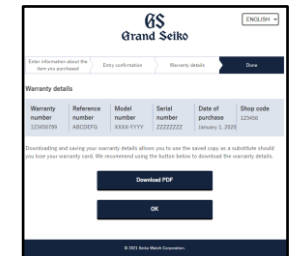 GS
Grand Seiko
ENGLISH
Enter information about the
item you purchased
Entry confirmation
Warranty details
Done
Warranty details
Warranty number
Reference number
Model number
Serial number
Date of purchase
Shop code
123456789
ABCDEFG
XXXX-YYYY
ZZZZZZZZ
January 1, 2020
123456
Downloading and saving your warranty details allows you to use the saved copy as a substitute should
you lose your warranty card. We recommend using the button below to download the warranty details.
Download PDF
OK
© 2021 Seiko Watch Corporation.